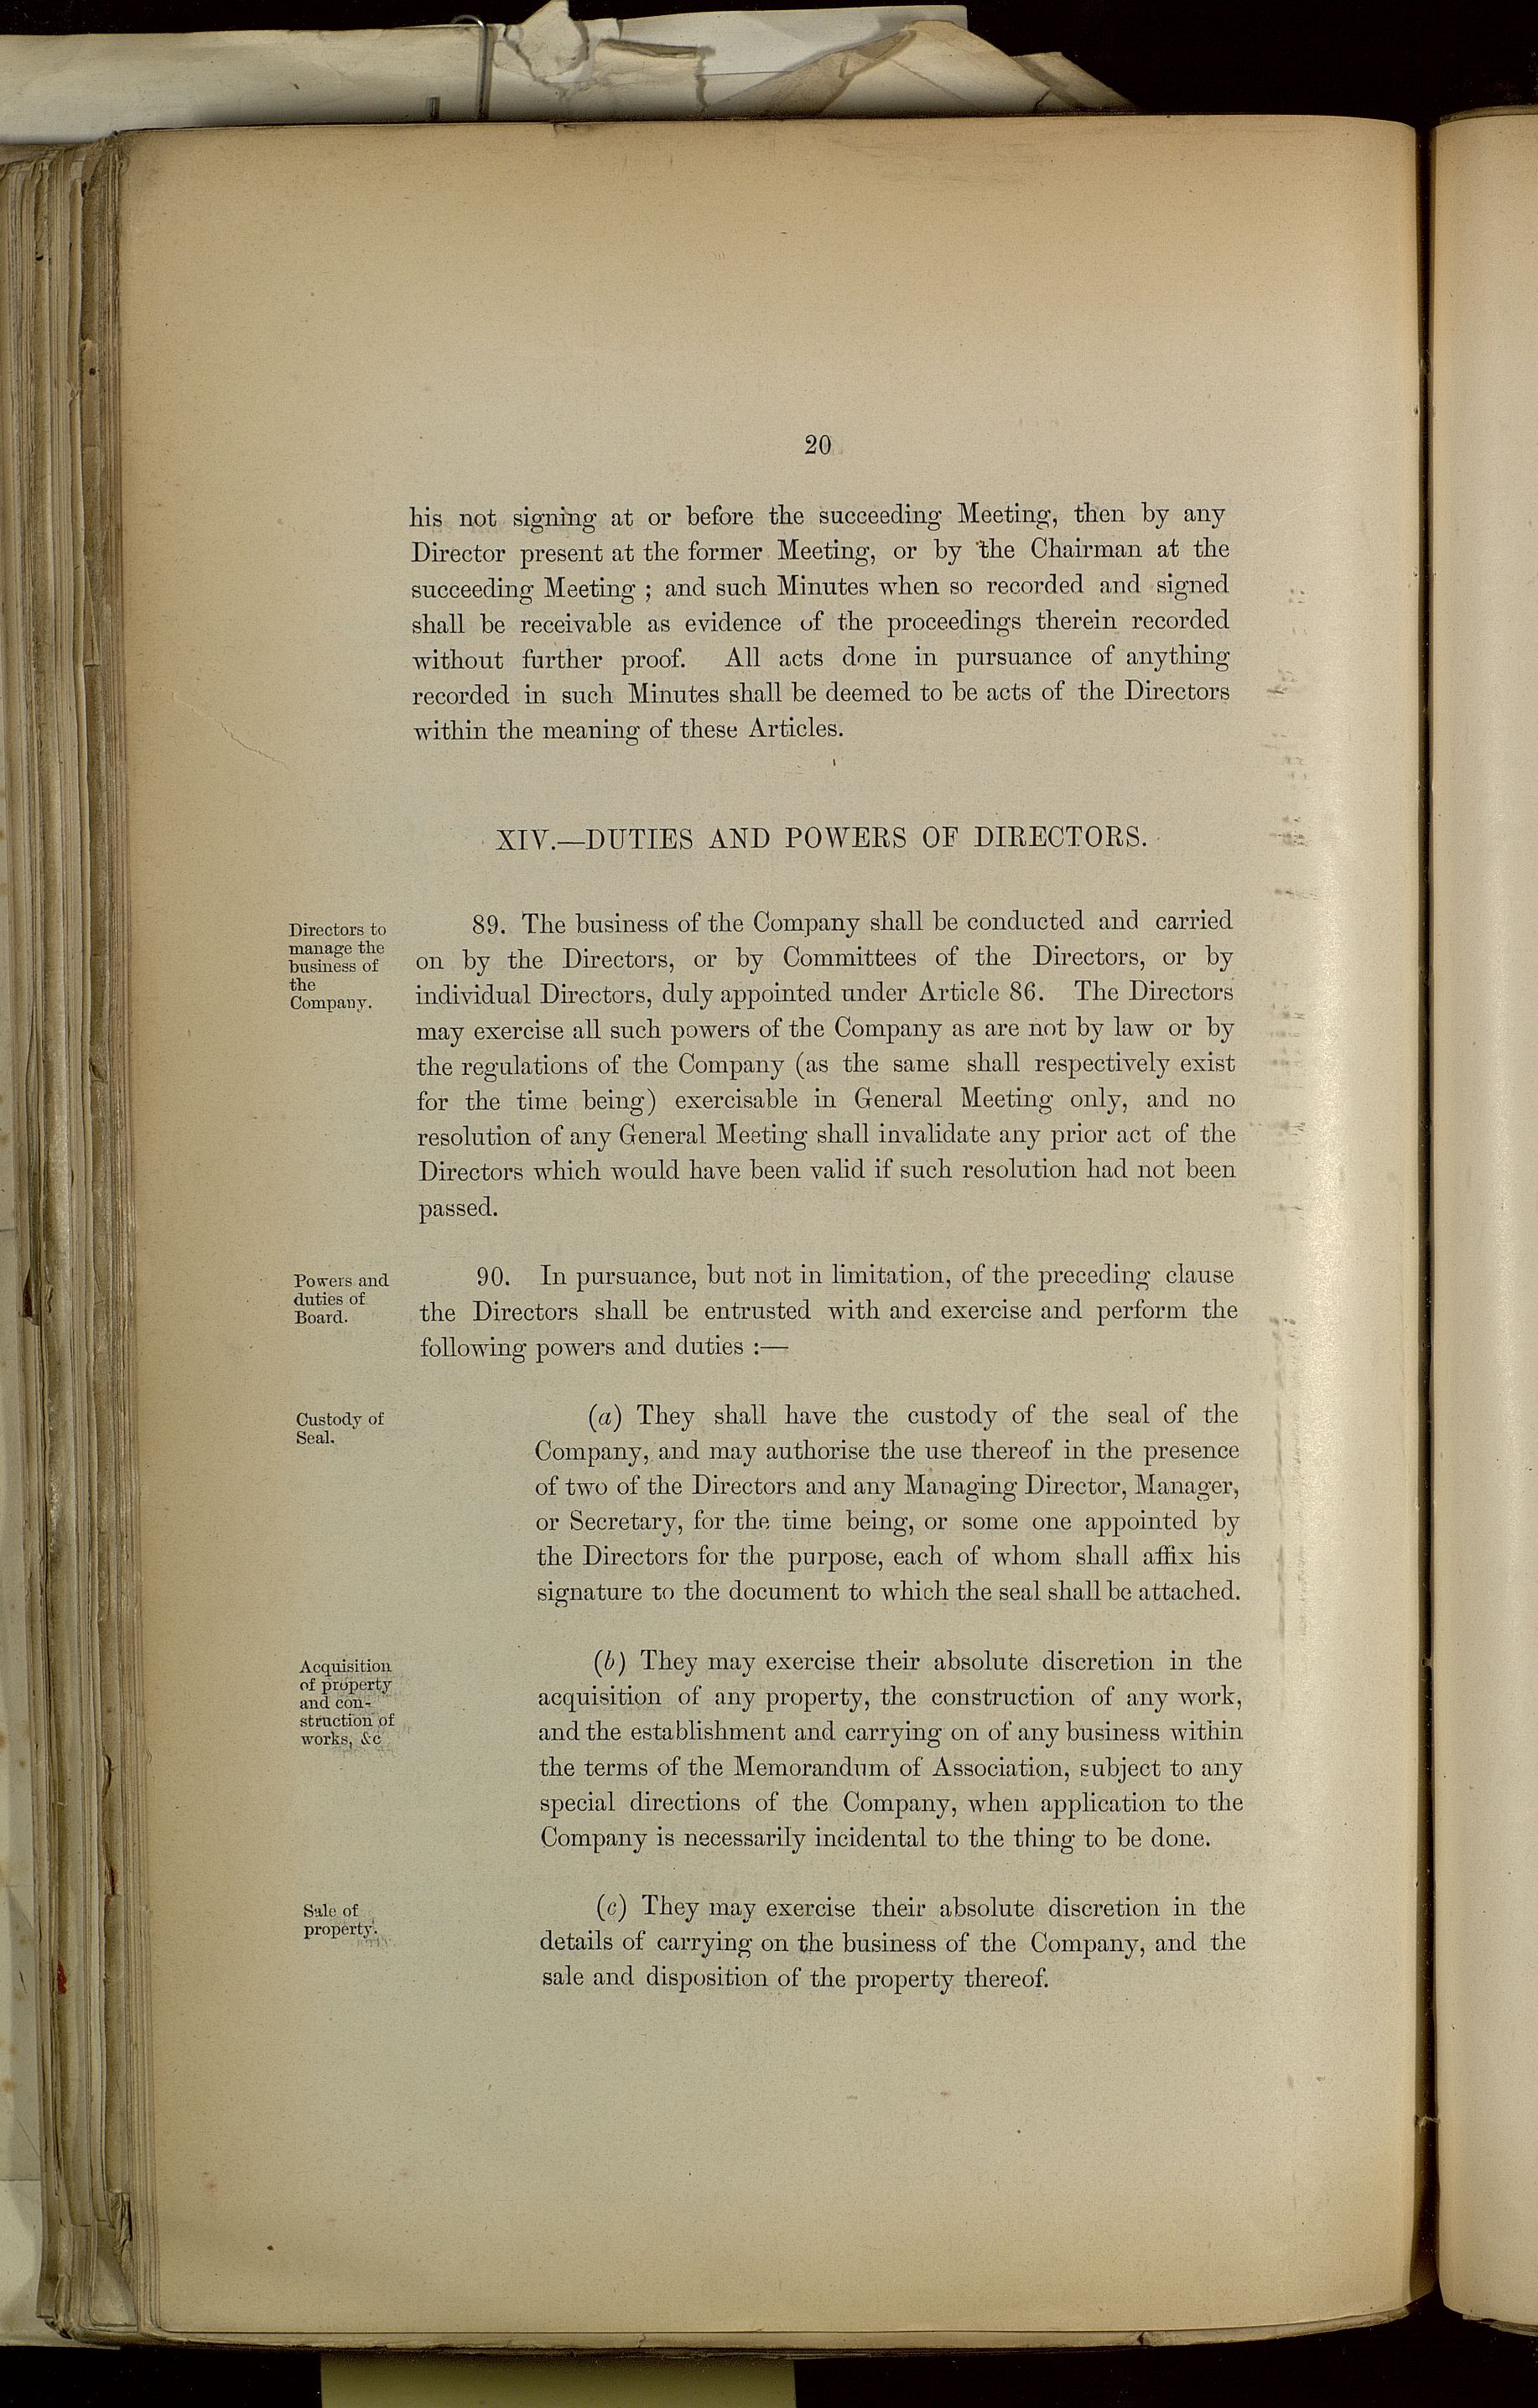 20
his not signing at or before the succeeding Meeting, then by any
Director present at the former Meeting, or by the Chairman at the
succeeding Meeting ; and such Minutes when so recorded and signed
shall be receivable as evidence of the proceedings therein recorded
without further proof. All acts done in pursuance of anything
recorded in such Minutes shall be deemed to be acts of the Directors
within the meaning of these Articles.
XIV.—DUTIES AND POWERS OF DIRECTORS.
Directors to
manage the
business of
the
Company.
89. The business of the Company shall be conducted and carried
on by the Directors, or by Committees of the Directors, or by
individual Directors, duly appointed under Article 86. The Directors
may exercise all such powers of the Company as are not by law or by
the regulations of the Company (as the same shall respectively exist
for the time being) exercisable in General Meeting only, and no
resolution of any General Meeting shall invalidate any prior act of the
Directors which would have been valid if such resolution had not been
passed.
Powers and
duties of
Board.
90. In pursuance, but not in limitation, of the preceding clause
the Directors shall be entrusted with and exercise and perform the
following powers and duties :—
Custody of
Seal.
(a) They shall have the custody of the seal of the
Company, and may authorise the use thereof in the presence
of two of the Directors and any Managing Director, Manager,
or Secretary, for the time being, or some one appointed by
the Directors for the purpose, each of whom shall affix his
signature to the document to which the seal shall be attached.
Acquisition
of property
and con-
struction of
works, &c
(b) They may exercise their absolute discretion in the
acquisition of any property, the construction of any work,
and the establishment and carrying on of any business within
the terms of the Memorandum of Association, subject to any
special directions of the Company, when application to the
Company is necessarily incidental to the thing to be done.
Sale of
property.
(c) They may exercise their absolute discretion in the
details of carrying on the business of the Company, and the
sale and disposition of the property thereof.